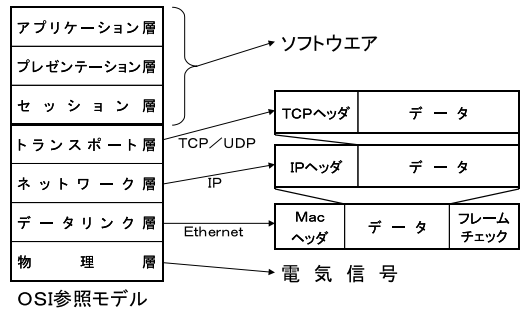 アプリケーション層
プレゼンテーション層
セッション層
トランスポート層
ネットワーク層
データリンク層
物理層
OSI参照モデル
ソフトウエア
TCP／UDP
IP
Ethernet
TCPヘッダ
データ
IPヘッダ
データ
Mac
ヘッダ
データ
フレーム
チェック
電気信号